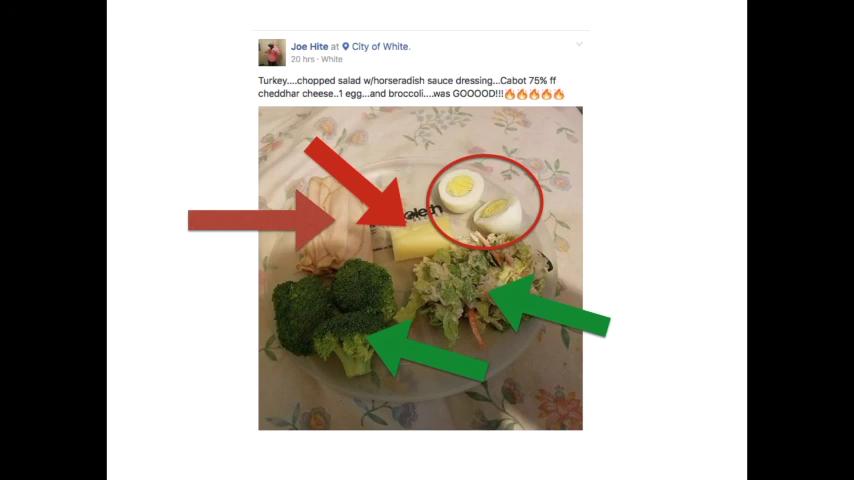 Joe Hite at City of White.
20 hrs · White
Turkey....chopped salad w/horseradish sauce dressing...Cabot 75% ff
cheddhar cheese..1 egg...and broccoli....was GOOOOD!!!🔥🔥🔥🔥🔥